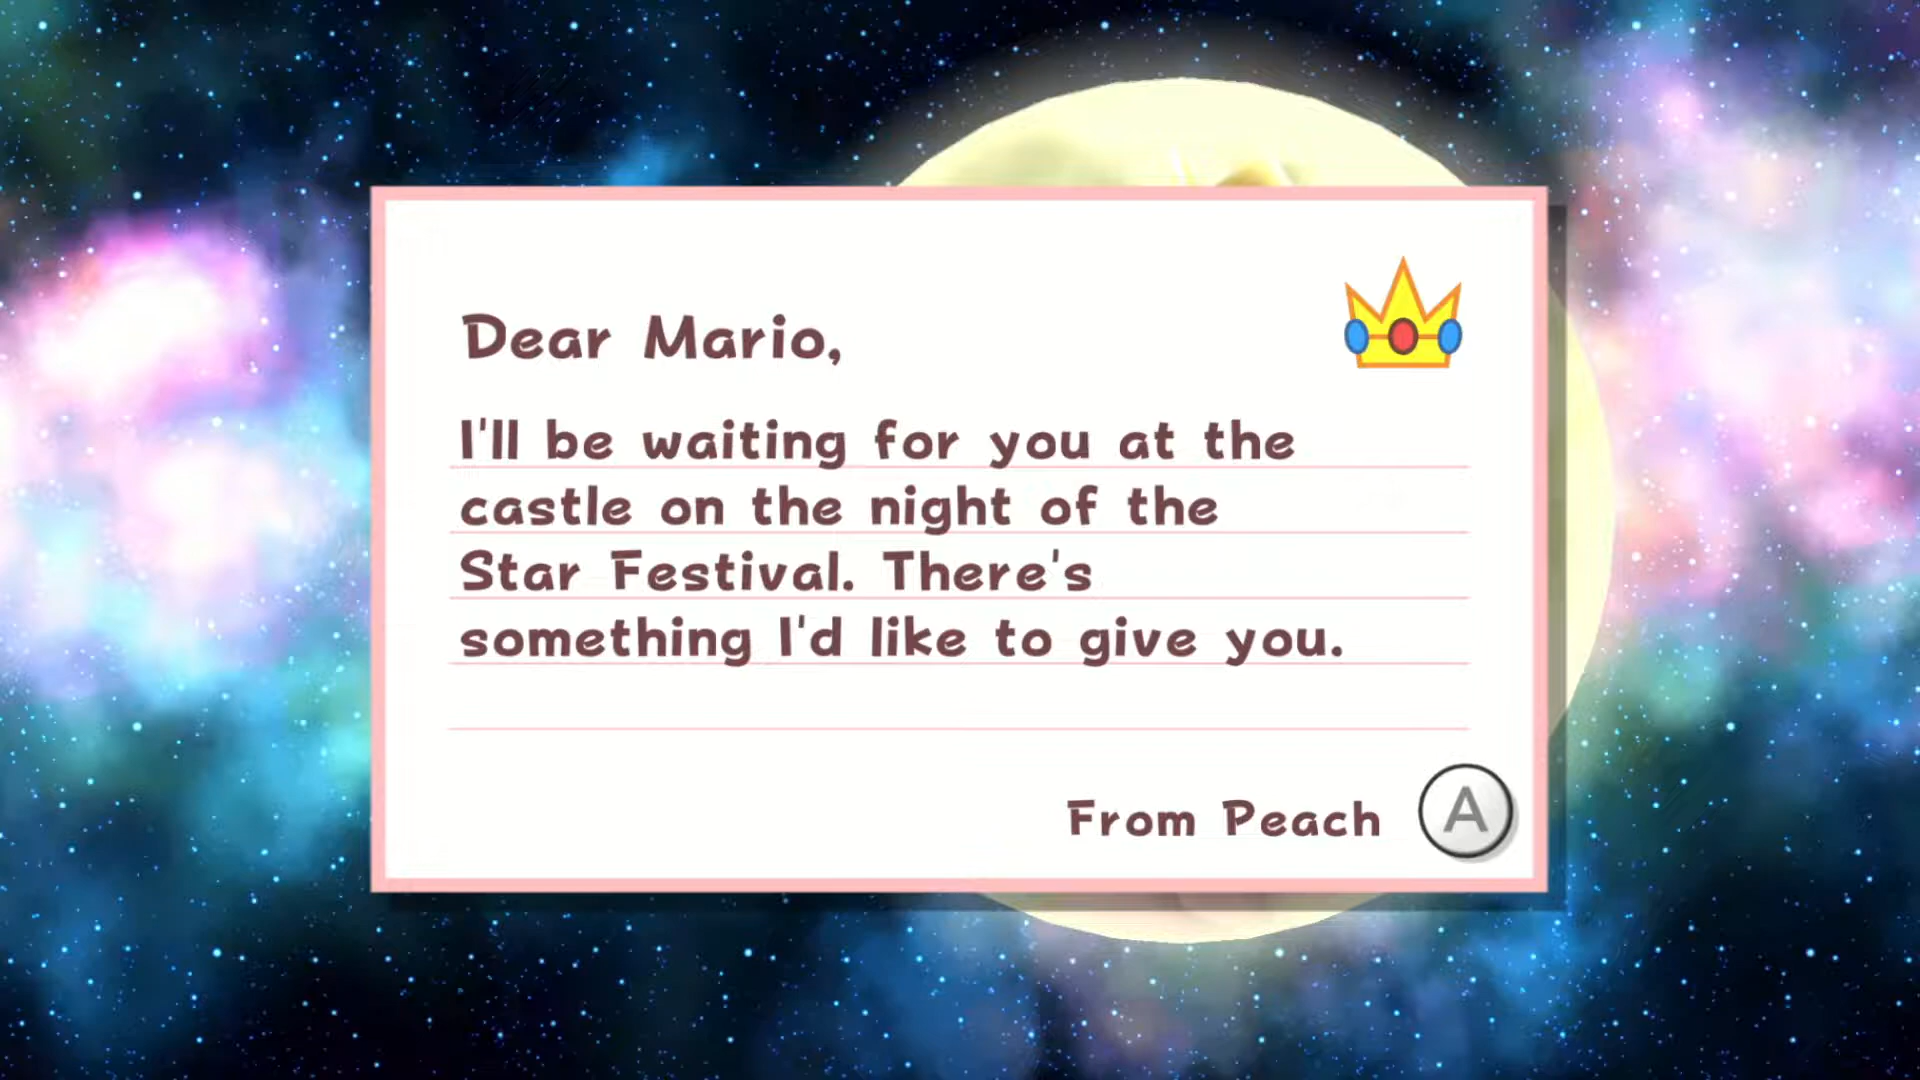 Dear Mario,
I'll be waiting for you at the
castle on the night of the
Star Festival. There's
something I'd like to give you.
From Peach
A